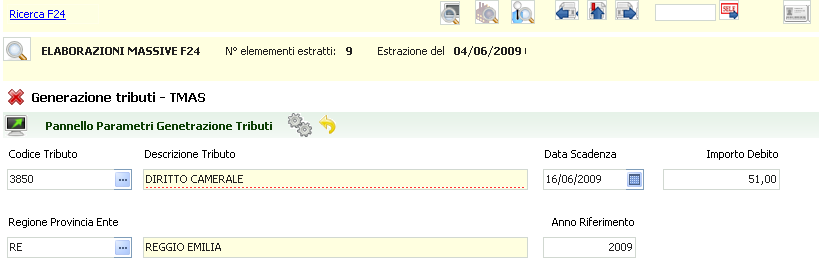 Ricerca F24
SELF
ELABORAZIONI MASSIVE F24 N° elemementi estratti: 9 Estrazione del 04/06/2009
Generazione tributi - TMAS
Pannello Parametri Genetrazione Tributi
Codice Tributo Descrizione Tributo Data Scadenza Importo Debito
3850 ... DIRITTO CAMERALE 16/06/2009 51,00
Regione Provincia Ente Anno Riferimento
RE ... REGGIO EMILIA 2009